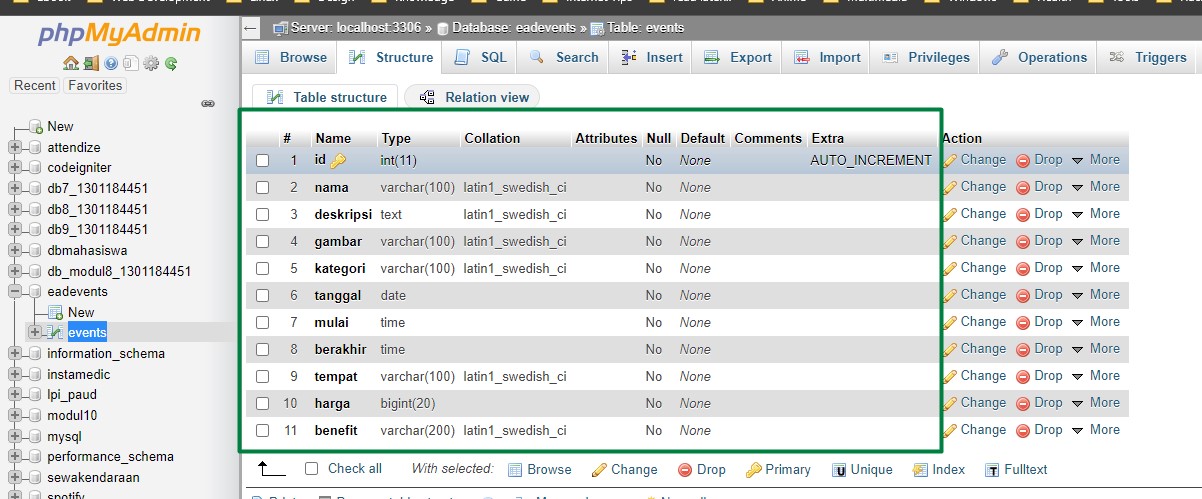 phpMyAdmin
Recent Favorites
New
attendize
codeigniter
db7_1301184451
db8_1301184451
db9_1301184451
dbmahasiswa
db_modul8_1301184451
eadevents
New
events
information_schema
instamedic
lpi_paud
modul10
mysql
performance_schema
sewakendaraan
spotify
Server: localhost:3306 » Database: eadevents » Table: events
Browse Structure SQL Search Insert Export Import Privileges Operations Triggers
Table structure Relation view
# Name Type Collation Attributes Null Default Comments Extra Action
1 id int(11) No None AUTO_INCREMENT Change Drop More
2 nama varchar(100) latin1_swedish_ci No None Change Drop More
3 deskripsi text latin1_swedish_ci No None Change Drop More
4 gambar varchar(100) latin1_swedish_ci No None Change Drop More
5 kategori varchar(100) latin1_swedish_ci No None Change Drop More
6 tanggal date No None Change Drop More
7 mulai time No None Change Drop More
8 berakhir time No None Change Drop More
9 tempat varchar(100) latin1_swedish_ci No None Change Drop More
10 harga bigint(20) No None Change Drop More
11 benefit varchar(200) latin1_swedish_ci No None Change Drop More
Check all With selected: Browse Change Drop Primary Unique Index Fulltext